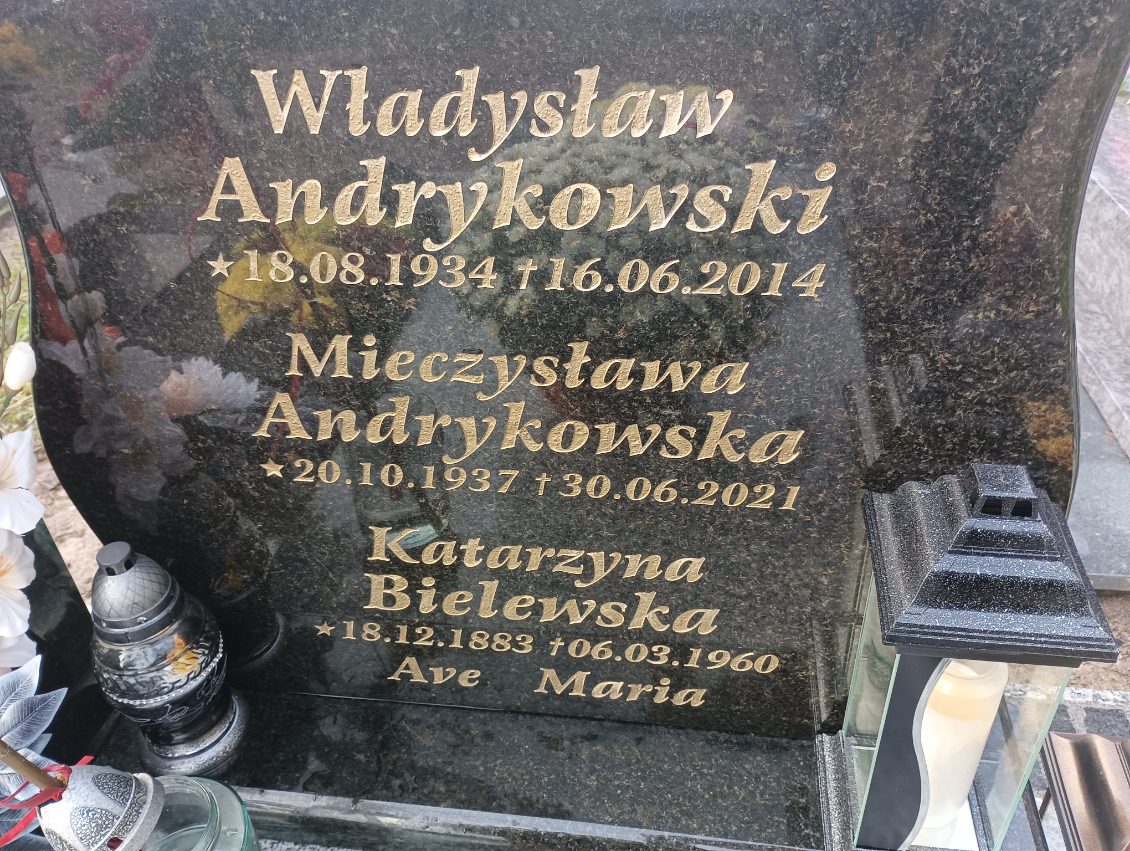 Władysław
Andrykowski
★18.08.1934 †16.06.2014
Mieczysława
Andrykowska
★20.10.1937 †30.06.2021
Katarzyna
Bielewska
★18.12.1883 †06.03.1960
Ave Maria